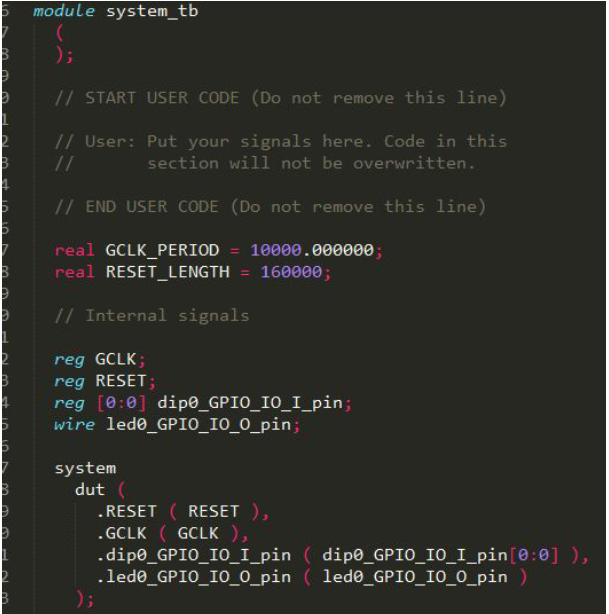 6 module system_tb
7 (
8 );
9
0 // START USER CODE (Do not remove this line)
1
2 // User: Put your signals here. Code in this
3 // section will not be overwritten.
4
5 // END USER CODE (Do not remove this line)
6
7 real GCLK_PERIOD = 10000.000000;
8 real RESET_LENGTH = 160000;
9
0 // Internal signals
1
2 reg GCLK;
3 reg RESET;
4 reg [0:0] dip0_GPIO_IO_I_pin;
5 wire led0_GPIO_IO_O_pin;
6
7 system
8 dut (
9 .RESET ( RESET ),
0 .GCLK ( GCLK ),
1 .dip0_GPIO_IO_I_pin ( dip0_GPIO_IO_I_pin[0:0] ),
2 .led0_GPIO_IO_O_pin ( led0_GPIO_IO_O_pin )
3 );